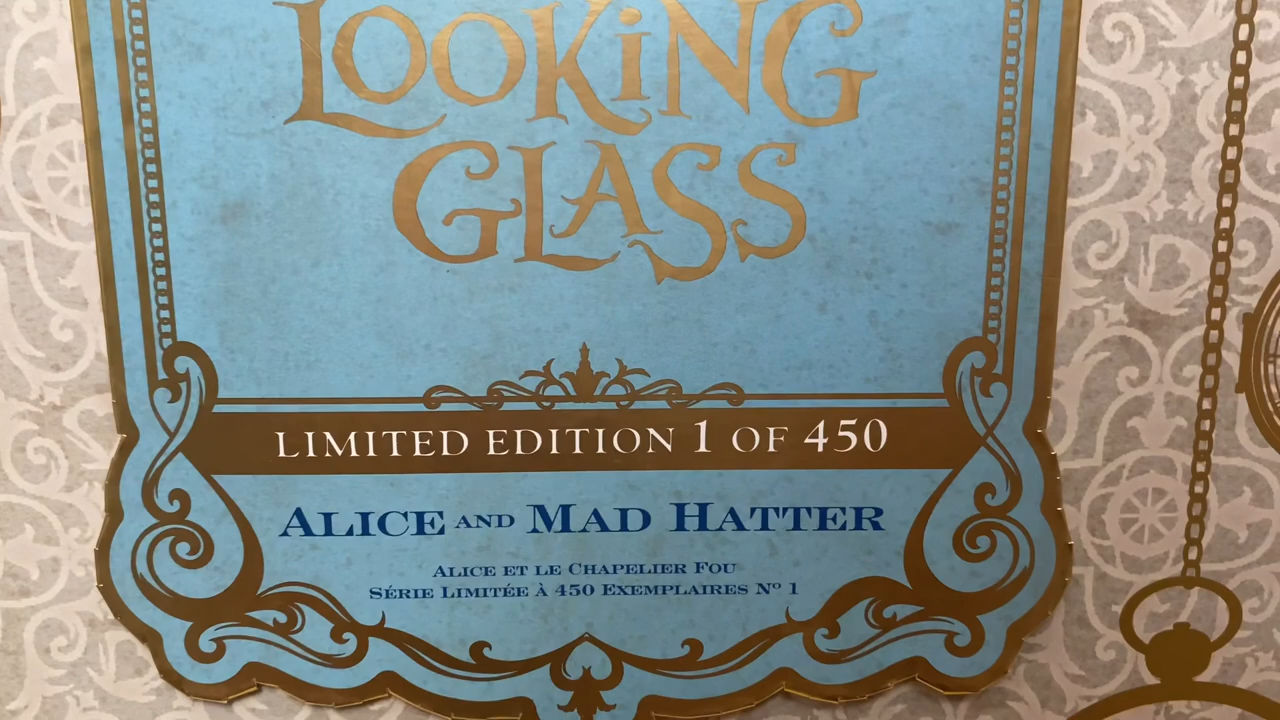 LOOKiNG
GLASS
LIMITED EDITION 1 OF 450
ALICE AND MAD HATTER
ALICE ET LE CHAPELIER FOU
SÉRIE LIMITÉE À 450 EXEMPLAIRES Nº 1